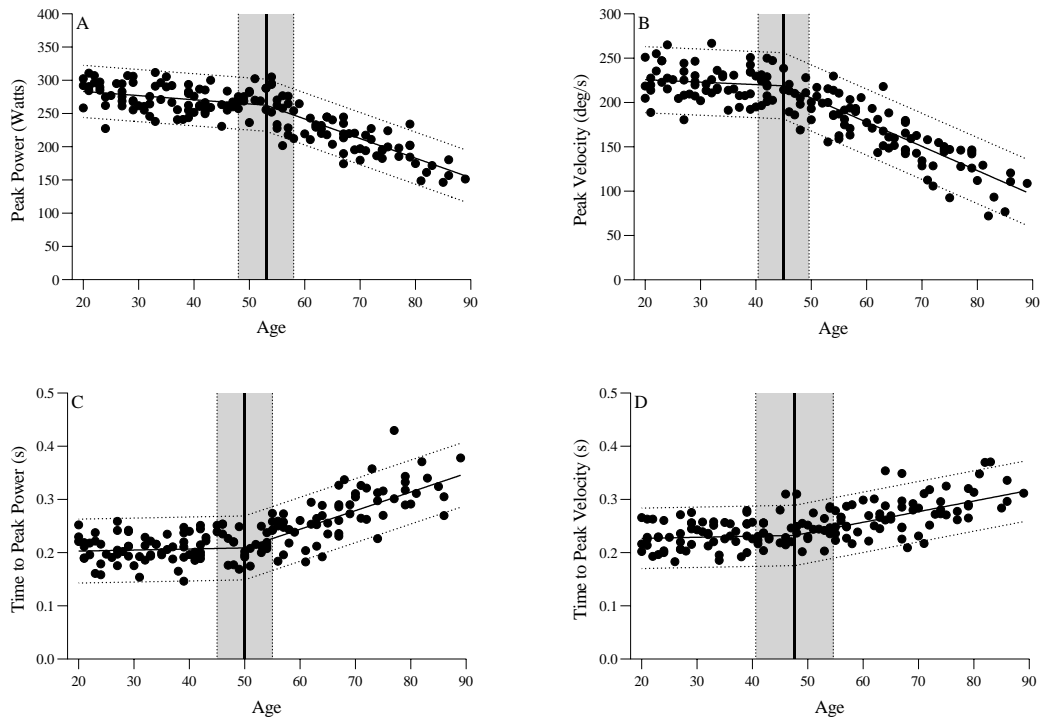 A
Peak Power (Watts)
400
350
300
250
200
150
100
50
0
20 30 40 50 60 70 80 90
Age
B
Peak Velocity (deg/s)
300
250
200
150
100
50
0
20 30 40 50 60 70 80 90
Age
C
Time to Peak Power (s)
0.5
0.4
0.3
0.2
0.1
0.0
20 30 40 50 60 70 80 90
Age
D
Time to Peak Velocity (s)
0.5
0.4
0.3
0.2
0.1
0.0
20 30 40 50 60 70 80 90
Age